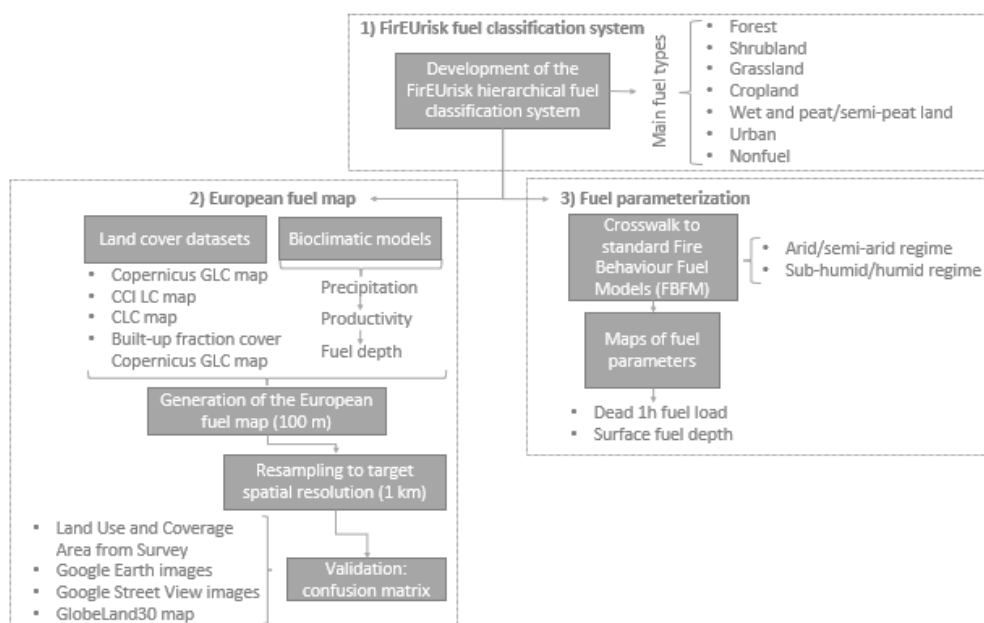 1) FirEUrisk fuel classification system
Development of the
FirEUrisk hierarchical fuel
classification system
Main fuel types
• Forest
• Shrubland
• Grassland
• Cropland
• Wet and peat/semi-peat land
• Urban
• Nonfuel
2) European fuel map
Land cover datasets
• Copernicus GLC map
• CCI LC map
• CLC map
• Built-up fraction cover
Copernicus GLC map
Bioclimatic models
Precipitation
Productivity
Fuel depth
Generation of the European
fuel map (100 m)
Resampling to target
spatial resolution (1 km)
• Land Use and Coverage
Area from Survey
• Google Earth images
• Google Street View images
• GlobeLand30 map
Validation:
confusion matrix
3) Fuel parameterization
Crosswalk to
standard Fire
Behaviour Fuel
Models (FBFM)
• Arid/semi-arid regime
• Sub-humid/humid regime
Maps of fuel
parameters
• Dead 1h fuel load
• Surface fuel depth